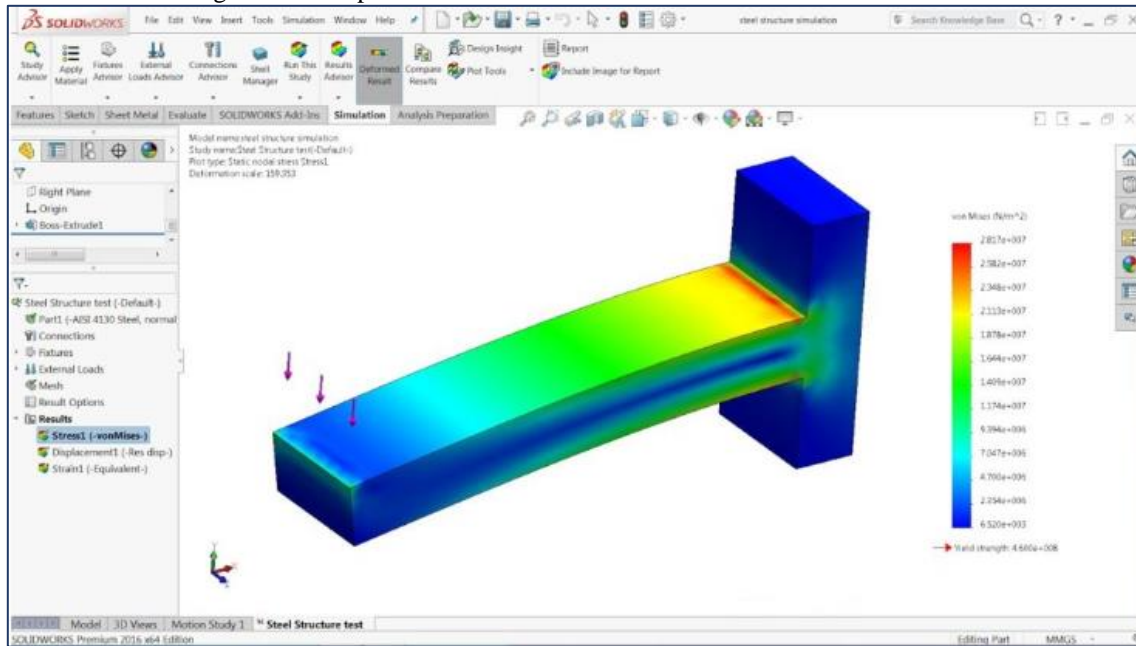 SOLIDWORKS File Edit View Insert Tools Simulation Window Help steel structure simulation Search Knowledge Base
Study Advisor
Apply Material
Fixtures Advisor
External Loads Advisor
Connections Advisor
Shell Manager
Run This Study
Results Advisor
Deformed Result
Compare Results
Design Insight
Plot Tools
Report
Include Image for Report
Features Sketch Sheet Metal Evaluate SOLIDWORKS Add-Ins Simulation Analysis Preparation
Model name:steel structure simulation
Study name:Steel Structure test(-Default-)
Plot type: Static nodal stress Stress1
Deformation scale: 159.353
Right Plane
Origin
Boss-Extrude1
Steel Structure test (-Default-)
Part1 (-AISI 4130 Steel, normal
Connections
Fixtures
External Loads
Mesh
Result Options
Results
Stress1 (-vonMises-)
Displacement1 (-Res disp-)
Strain1 (-Equivalent-)
von Mises (N/m^2)
2.817e+007
2.582e+007
2.348e+007
2.113e+007
1.878e+007
1.644e+007
1.409e+007
1.174e+007
9.394e+006
7.047e+006
4.700e+006
2.354e+006
6.520e+003
Yield strength: 4.600e+008
Model 3D Views Motion Study 1 Steel Structure test
SOLIDWORKS Premium 2016 x64 Edition Editing Part MMGS